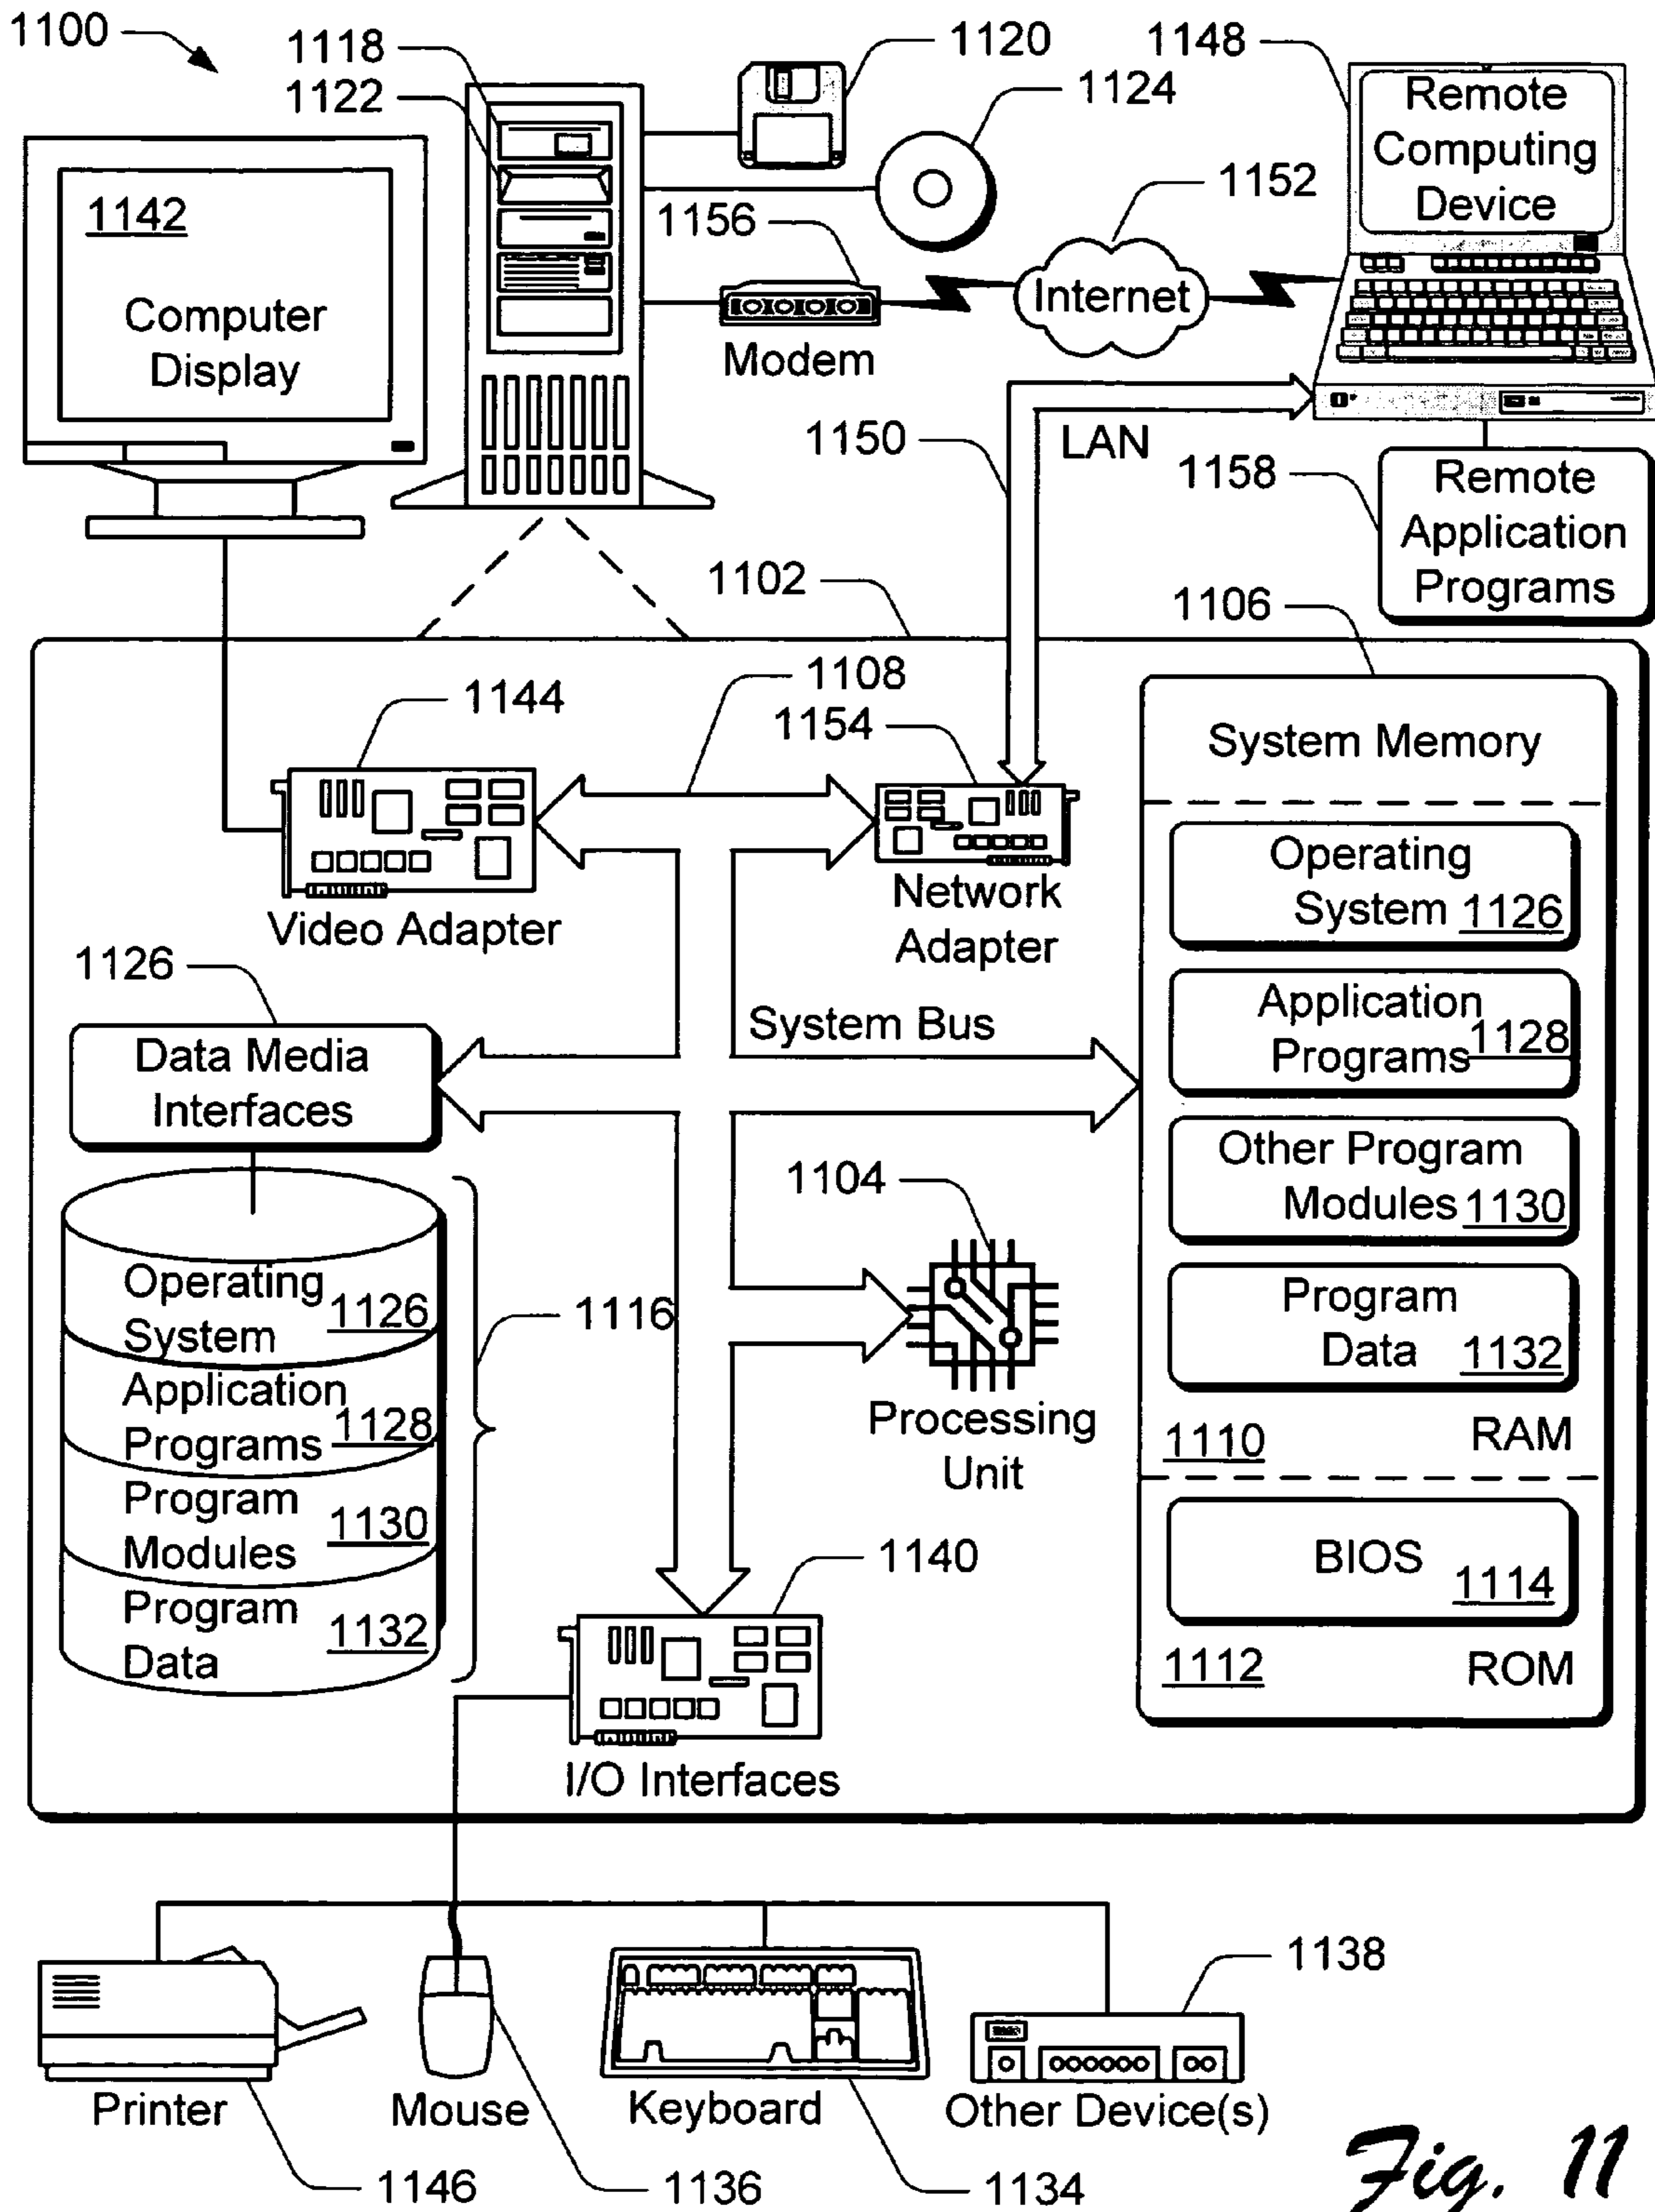 1100
1118
1122
1120
1124
1148
Remote
Computing
Device
1142
Computer
Display
1156
Modem
1152
Internet
1150
LAN
1158
Remote
Application
Programs
1102
1106
1108
1144
Video Adapter
1154
Network
Adapter
System Memory
Operating
System 1126
Application
Programs 1128
Other Program
Modules 1130
Program
Data 1132
1110 RAM
BIOS 1114
1112 ROM
1126
Data Media
Interfaces
System Bus
1104
Processing
Unit
Operating
System 1126
Application
Programs 1128
Program
Modules 1130
Program
Data 1132
1116
1140
I/O Interfaces
1138
Printer
Mouse
Keyboard
Other Device(s)
1146
1136
1134
Fig. 11